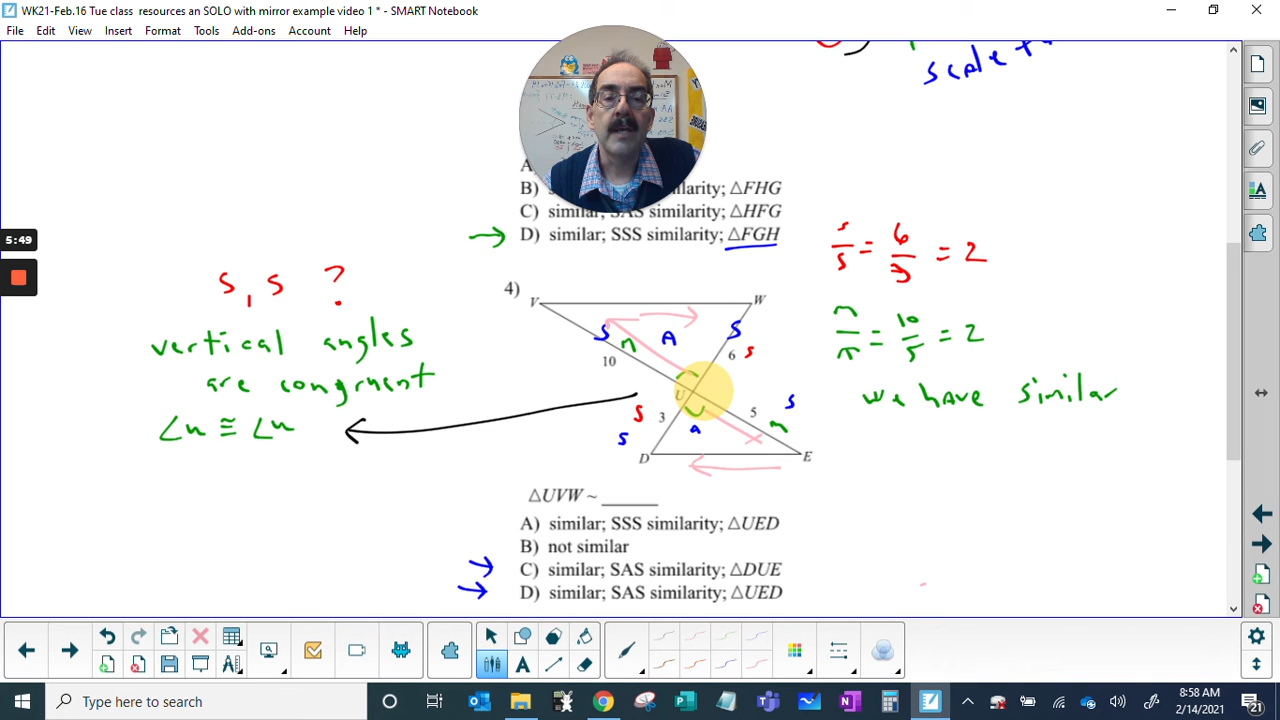 WK21-Feb.16 Tue class resources an SOLO with mirror example video 1 * - SMART Notebook
File Edit View Insert Format Tools Add-ons Account Help
scale
5:49
B) similarity; △FHG
C) similar; SAS similarity; △HFG
D) similar; SSS similarity; △FGH
s/s = 6/3 = 2
s, s ?
4)
V
W
vertical angles
are congruent
∠u ≅ ∠u
S
A
S
m
10
6
s
m/m = 10/5 = 2
we have similar
U
s
3
5
s
s
A
m
D
E
△UVW ~ ______
A) similar; SSS similarity; △UED
B) not similar
C) similar; SAS similarity; △DUE
D) similar; SAS similarity; △UED
Type here to search
8:58 AM
2/14/2021
21